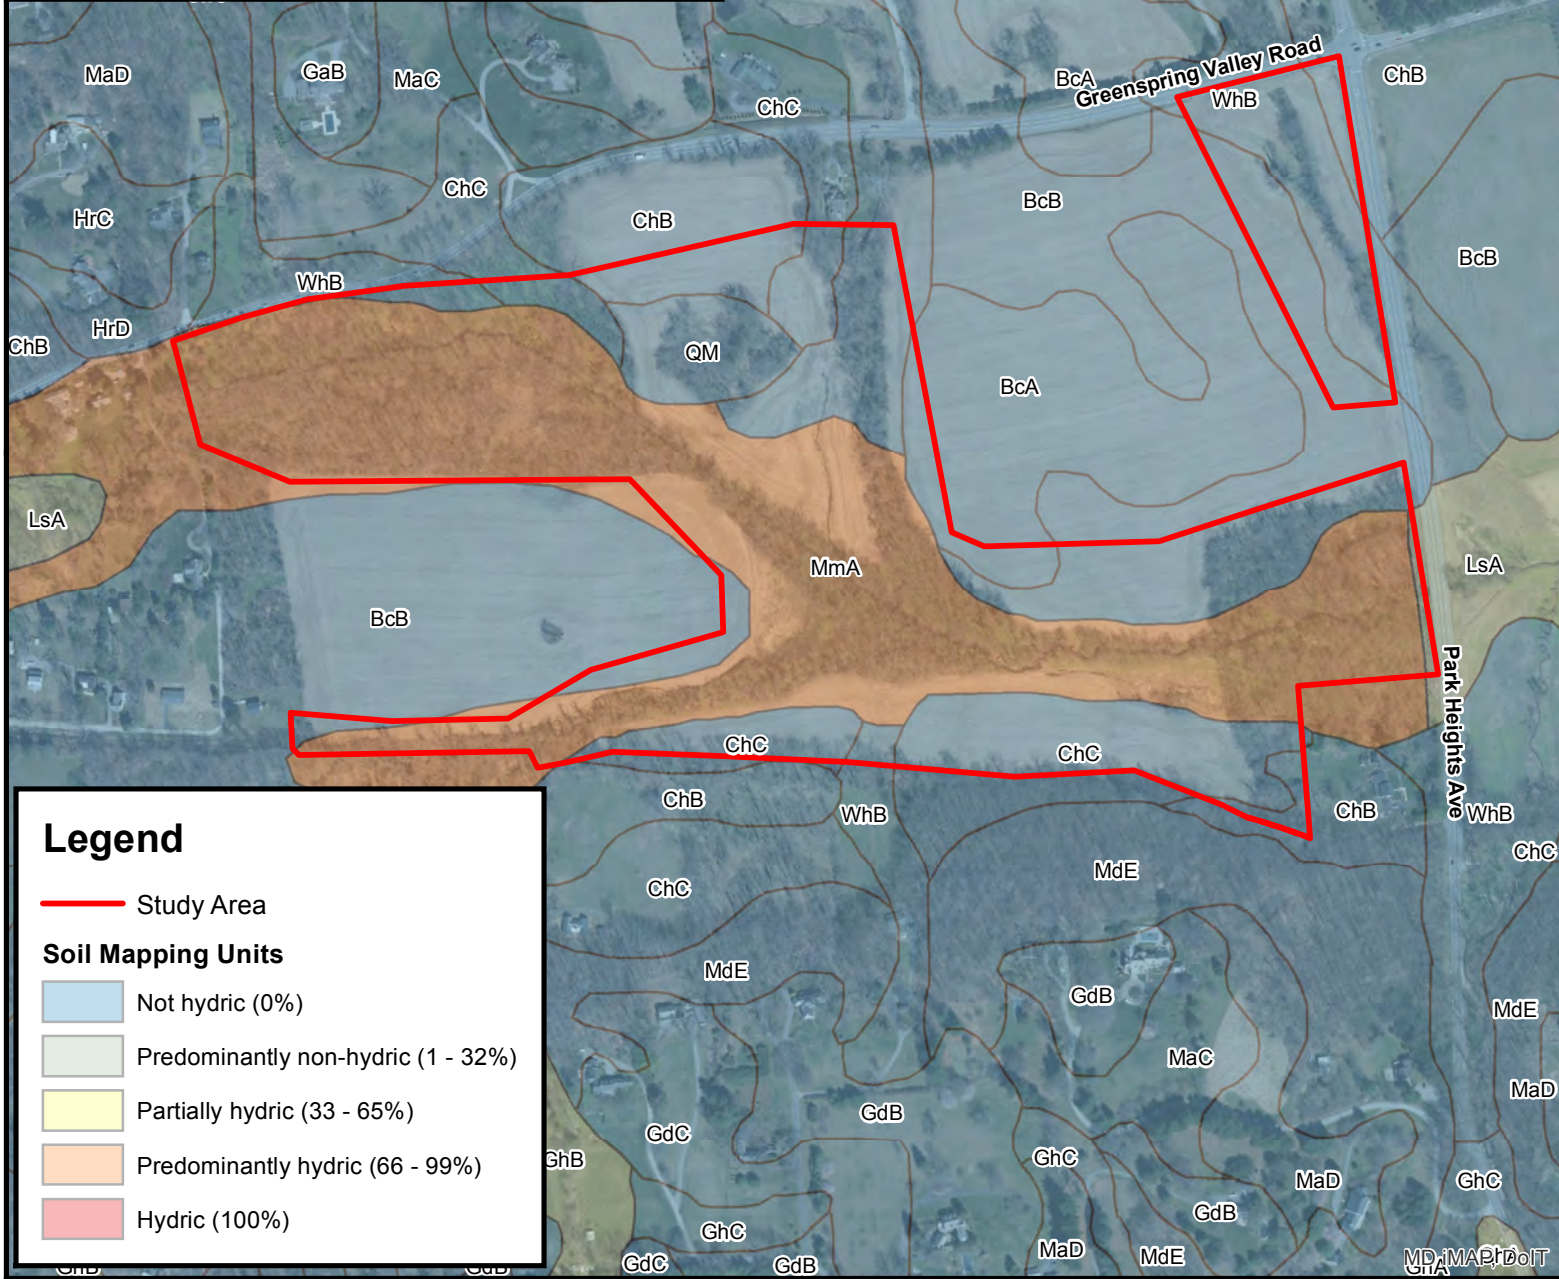 MaD
GaB
MaC
BcA
Greenspring Valley Road
ChB
WhB
ChC
ChC
HrC
ChB
BcB
BcB
WhB
HrD
ChB
QM
BcA
LsA
MmA
LsA
BcB
Park Heights Ave
ChC
ChC
ChB
WhB
ChB
WhB
ChC
MdE
ChC
MdE
GdB
MdE
MaC
MaD
GdB
GdC
GhB
GhC
MaD
GhC
GdB
GhC
MaD
MdE
GdC
GdB
GdB
GhB
MD iMAP, DoIT
GhA
Legend
Study Area
Soil Mapping Units
Not hydric (0%)
Predominantly non-hydric (1 - 32%)
Partially hydric (33 - 65%)
Predominantly hydric (66 - 99%)
Hydric (100%)